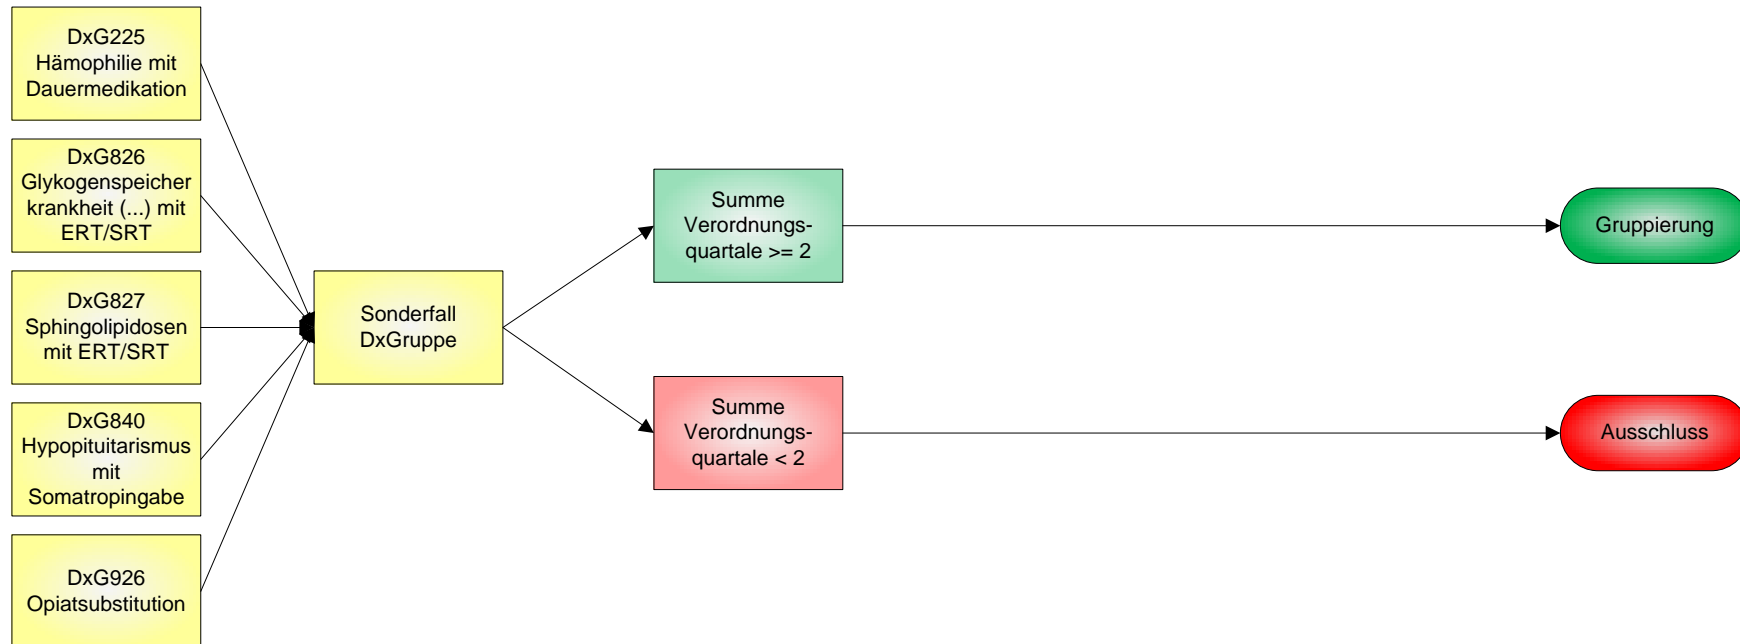 DxG225
Hämophilie mit
Dauermedikation
DxG826
Glykogenspeicher
krankheit (...) mit
ERT/SRT
DxG827
Sphingolipidosen
mit ERT/SRT
DxG840
Hypopituitarismus
mit
Somatropingabe
DxG926
Opiatsubstitution
Sonderfall
DxGruppe
Summe
Verordnungs-
quartale >= 2
Summe
Verordnungs-
quartale < 2
Gruppierung
Ausschluss